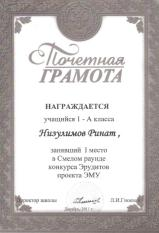 Почетная
ГРАМОТА
НАГРАЖДАЕТСЯ
учащийся 1 - А класса
Низулимов Ринат ,
занявший I место
в Смелом раунде
конкурса Эрудитов
проекта ЭМУ
Директор школы
Декабрь 2011 г.